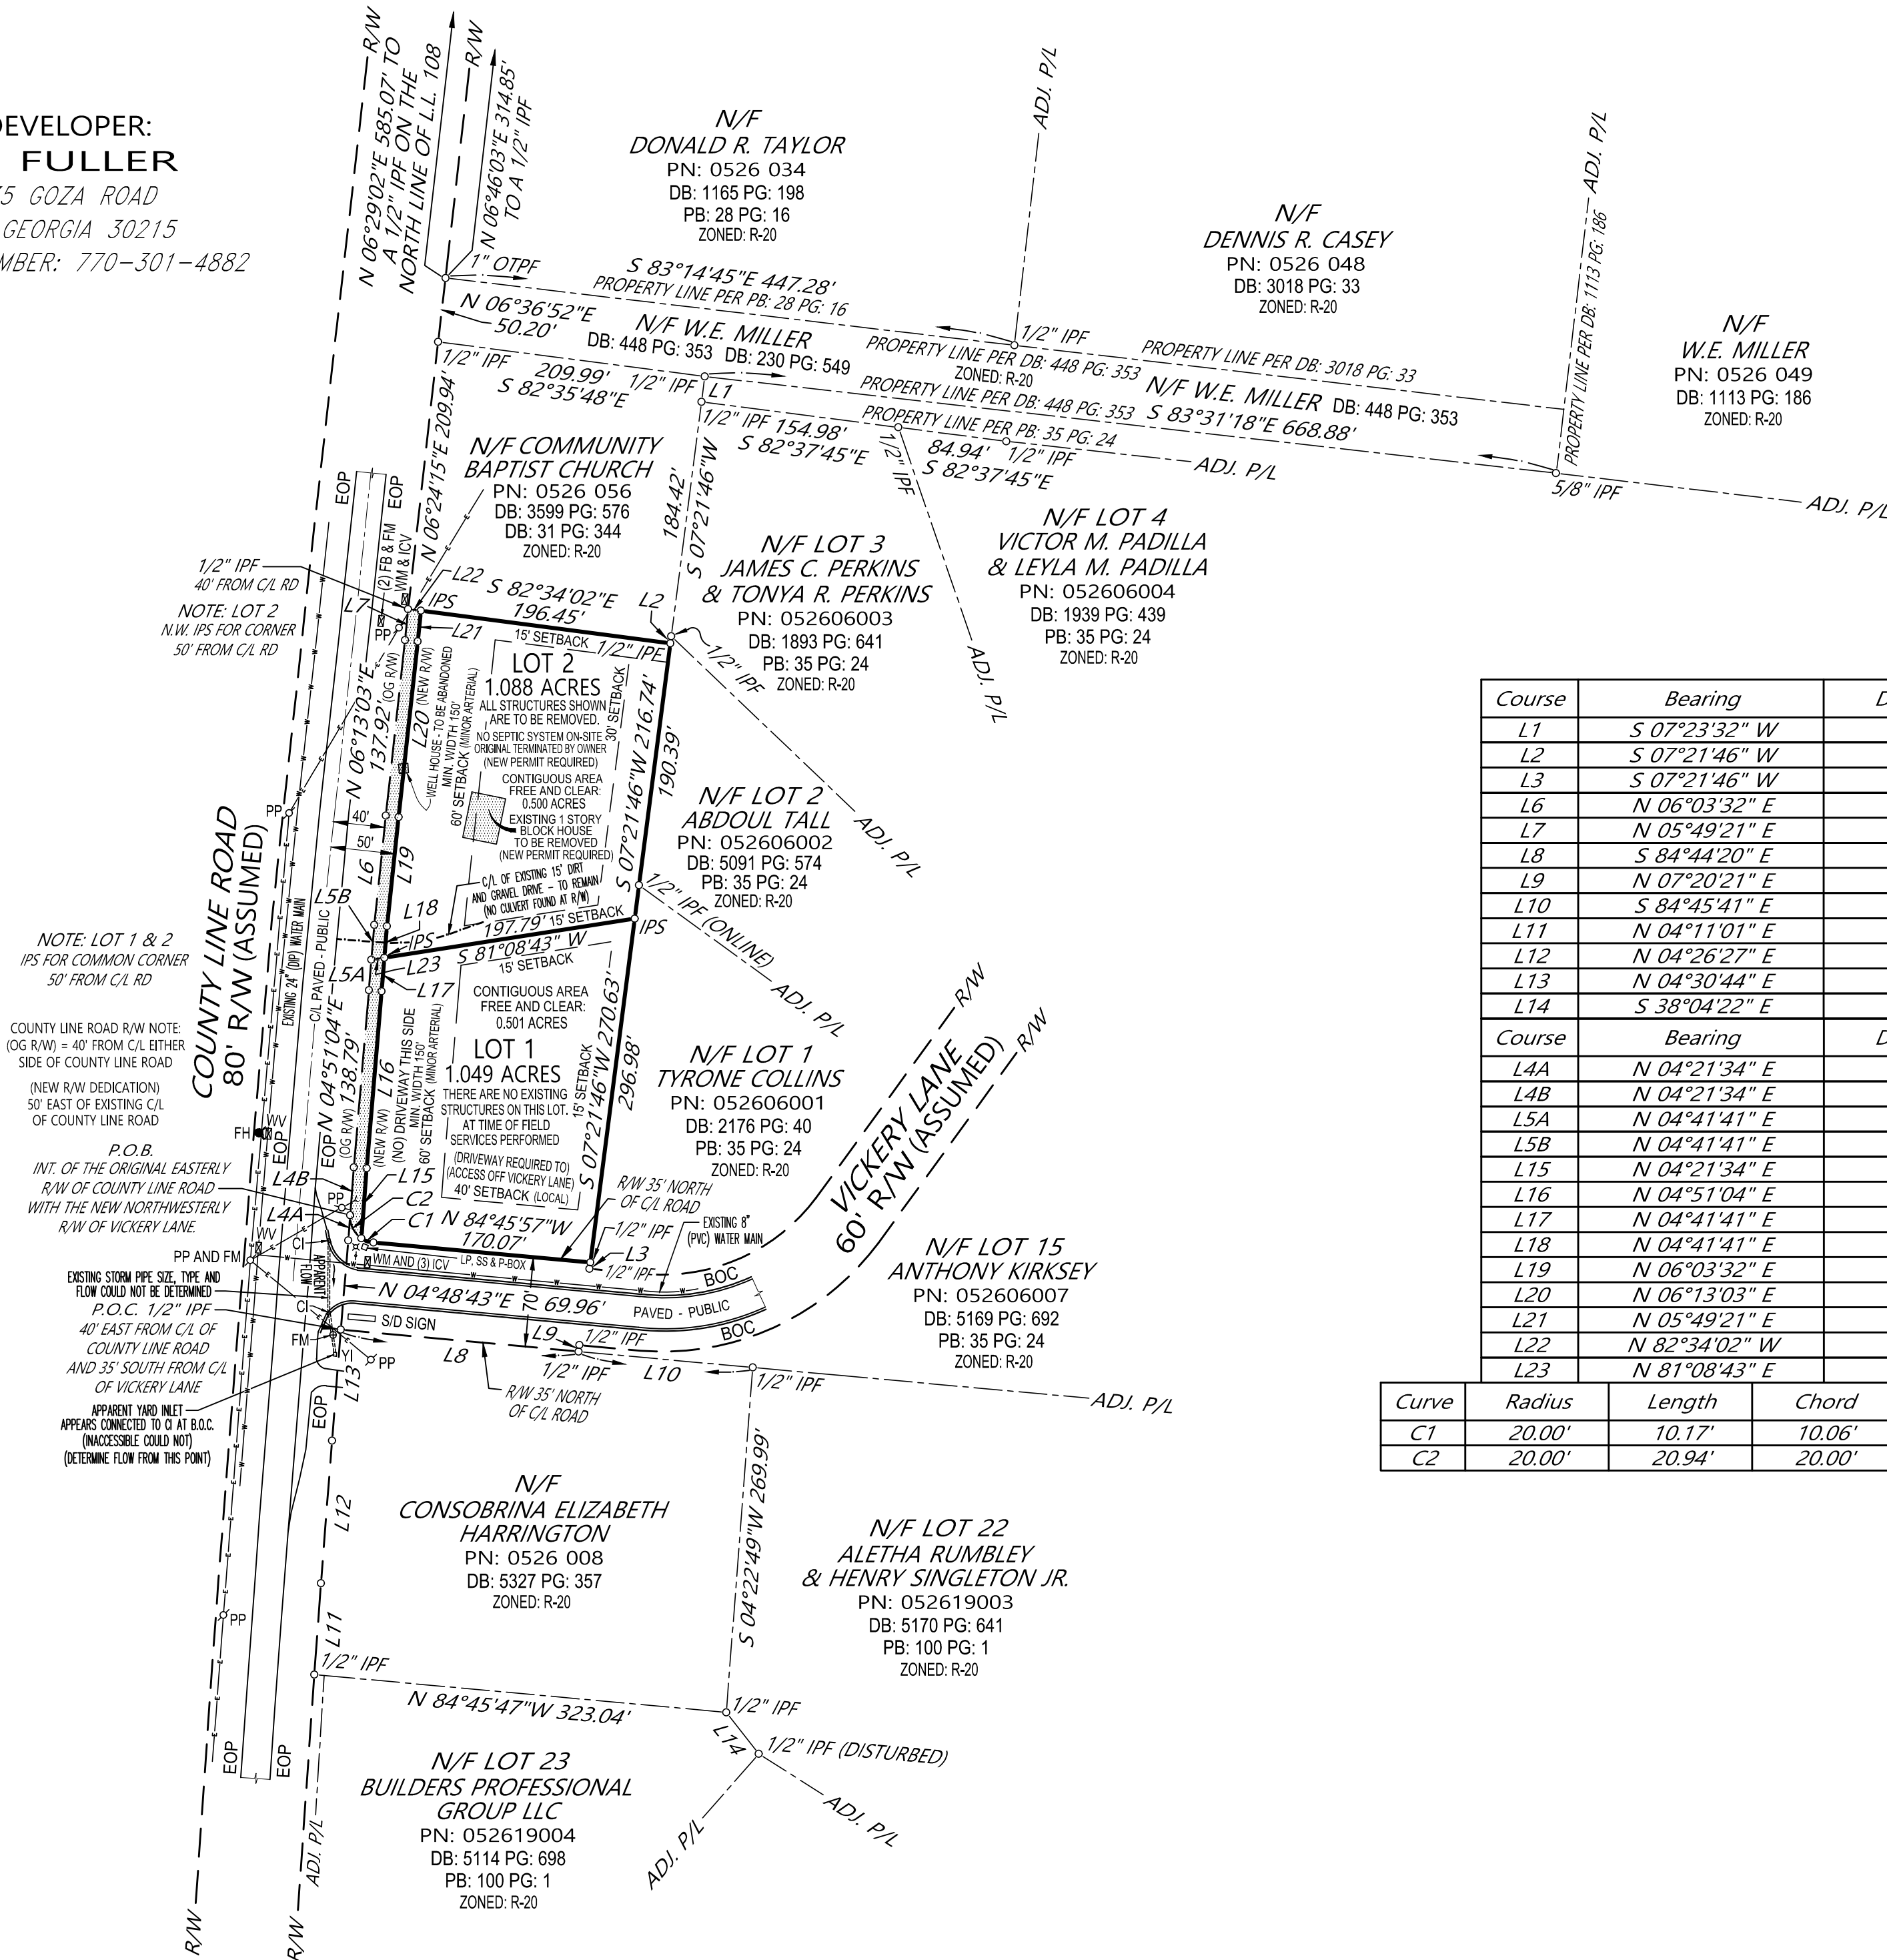 DEVELOPER:
FULLER
GOZA ROAD
GEORGIA 30215
MBER: 770-301-4882
R/W
N 06°29'02"E 585.07' TO
A 1/2" IPF ON THE
NORTH LINE OF L.L. 108
R/W
N 06°46'03"E 314.85'
TO A 1/2" IPF
N/F
DONALD R. TAYLOR
PN: 0526 034
DB: 1165 PG: 198
PB: 28 PG: 16
ZONED: R-20
ADJ. P/L
N/F
DENNIS R. CASEY
PN: 0526 048
DB: 3018 PG: 33
ZONED: R-20
PROPERTY LINE PER DB: 1113 PG: 186
ADJ. P/L
N/F
W.E. MILLER
PN: 0526 049
DB: 1113 PG: 186
ZONED: R-20
1" OTPF
S 83°14'45"E 447.28'
PROPERTY LINE PER PB: 28 PG: 16
N 06°36'52"E
50.20'
N/F W.E. MILLER
DB: 448 PG: 353 DB: 230 PG: 549
1/2" IPF
PROPERTY LINE PER DB: 448 PG: 353
ZONED: R-20
PROPERTY LINE PER DB: 3018 PG: 33
1/2" IPF
209.99'
S 82°35'48"E
1/2" IPF
L1
PROPERTY LINE PER DB: 448 PG: 353
N/F W.E. MILLER DB: 448 PG: 353
S 83°31'18"E 668.88'
1/2" IPF
154.98'
S 82°37'45"E
PROPERTY LINE PER PB: 35 PG: 24
1/2" IPF
84.94'
1/2" IPF
S 82°37'45"E
ADJ. P/L
5/8" IPF
ADJ. P/L
N 06°24'15"E 209.94'
N/F COMMUNITY
BAPTIST CHURCH
PN: 0526 056
DB: 3599 PG: 576
DB: 31 PG: 344
ZONED: R-20
184.42'
S 07°21'46"W
N/F LOT 3
JAMES C. PERKINS
& TONYA R. PERKINS
PN: 052606003
DB: 1893 PG: 641
PB: 35 PG: 24
ZONED: R-20
N/F LOT 4
VICTOR M. PADILLA
& LEYLA M. PADILLA
PN: 052606004
DB: 1939 PG: 439
PB: 35 PG: 24
ZONED: R-20
ADJ. P/L
EOP
EOP
(2) FB & FM
WM & ICV
1/2" IPF
40' FROM C/L RD
NOTE: LOT 2
N.W. IPS FOR CORNER
50' FROM C/L RD
L7
PP
L22
IPS
S 82°34'02"E
196.45'
L2
1/2" IPF
L21
15' SETBACK
1/2" IPE
LOT 2
1.088 ACRES
ALL STRUCTURES SHOWN
ARE TO BE REMOVED.
NO SEPTIC SYSTEM ON-SITE
ORIGINAL TERMINATED BY OWNER
(NEW PERMIT REQUIRED)
CONTIGUOUS AREA
FREE AND CLEAR:
0.500 ACRES
EXISTING 1 STORY
BLOCK HOUSE
TO BE REMOVED
(NEW PERMIT REQUIRED)
N 06°13'03"E
137.92' (OG R/W)
L20 (NEW R/W)
WELL HOUSE - TO BE ABANDONED
MIN. WIDTH 150'
60' SETBACK (MINOR ARTERIAL)
30' SETBACK
S 07°21'46"W 216.74'
190.39'
PP
40'
50'
L6
L19
N/F LOT 2
ABDOUL TALL
PN: 052606002
DB: 5091 PG: 574
PB: 35 PG: 24
ZONED: R-20
ADJ. P/L
COUNTY LINE ROAD
80' R/W (ASSUMED)
EXISTING 24" (DIP) WATER MAIN
C/L PAVED - PUBLIC
L5B
L18
C/L OF EXISTING 15' DIRT
AND GRAVEL DRIVE - TO REMAIN
(NO CULVERT FOUND AT R/W)
1/2" IPF (ONLINE)
ADJ. P/L
IPS
197.79'
S 81°08'43" W
15' SETBACK
15' SETBACK
IPS
NOTE: LOT 1 & 2
IPS FOR COMMON CORNER
50' FROM C/L RD
L5A
L23
L17
CONTIGUOUS AREA
FREE AND CLEAR:
0.501 ACRES
LOT 1
1.049 ACRES
THERE ARE NO EXISTING
STRUCTURES ON THIS LOT.
AT TIME OF FIELD
SERVICES PERFORMED
(DRIVEWAY REQUIRED TO)
(ACCESS OFF VICKERY LANE)
40' SETBACK (LOCAL)
COUNTY LINE ROAD R/W NOTE:
(OG R/W) = 40' FROM C/L EITHER
SIDE OF COUNTY LINE ROAD
(NEW R/W DEDICATION)
50' EAST OF EXISTING C/L
OF COUNTY LINE ROAD
N 04°51'04"E
(OG R/W) 138.79'
(NEW R/W) L16
(NO) DRIVEWAY THIS SIDE
MIN. WIDTH 150'
60' SETBACK (MINOR ARTERIAL)
15' SETBACK
S 07°21'46"W 270.63'
296.98'
N/F LOT 1
TYRONE COLLINS
PN: 052606001
DB: 2176 PG: 40
PB: 35 PG: 24
ZONED: R-20
R/W
R/W
VICKERY LANE
60' R/W (ASSUMED)
FH
WV
EOP
EOP
P.O.B.
INT. OF THE ORIGINAL EASTERLY
R/W OF COUNTY LINE ROAD
WITH THE NEW NORTHWESTERLY
R/W OF VICKERY LANE.
L4B
L15
PP
C2
L4A
C1
N 84°45'57"W
170.07'
R/W 35' NORTH
OF C/L ROAD
1/2" IPF
L3
1/2" IPF
EXISTING 8"
(PVC) WATER MAIN
WV
CI
PP AND FM
WM AND (3) ICV
LP, SS & P-BOX
APPARENT
FLOW
EXISTING STORM PIPE SIZE, TYPE AND
FLOW COULD NOT BE DETERMINED
P.O.C. 1/2" IPF
40' EAST FROM C/L OF
COUNTY LINE ROAD
AND 35' SOUTH FROM C/L
OF VICKERY LANE
CI
FM
YI
PP
N 04°48'43"E 69.96'
70'
S/D SIGN
PAVED - PUBLIC
BOC
BOC
N/F LOT 15
ANTHONY KIRKSEY
PN: 052606007
DB: 5169 PG: 692
PB: 35 PG: 24
ZONED: R-20
L8
L9
1/2" IPF
1/2" IPF
L10
1/2" IPF
ADJ. P/L
R/W 35' NORTH
OF C/L ROAD
L13
EOP
APPARENT YARD INLET
APPEARS CONNECTED TO CI AT B.O.C.
(INACCESSIBLE COULD NOT)
(DETERMINE FLOW FROM THIS POINT)
L12
N/F
CONSOBRINA ELIZABETH
HARRINGTON
PN: 0526 008
DB: 5327 PG: 357
ZONED: R-20
S 04°22'49"W 269.99'
N/F LOT 22
ALETHA RUMBLEY
& HENRY SINGLETON JR.
PN: 052619003
DB: 5170 PG: 641
PB: 100 PG: 1
ZONED: R-20
PP
L11
1/2" IPF
N 84°45'47"W 323.04'
1/2" IPF
L14
1/2" IPF (DISTURBED)
EOP
EOP
N/F LOT 23
BUILDERS PROFESSIONAL
GROUP LLC
PN: 052619004
DB: 5114 PG: 698
PB: 100 PG: 1
ZONED: R-20
ADJ. P/L
ADJ. P/L
ADJ. P/L
R/W
R/W
Course Bearing D
L1 S 07°23'32" W
L2 S 07°21'46" W
L3 S 07°21'46" W
L6 N 06°03'32" E
L7 N 05°49'21" E
L8 S 84°44'20" E
L9 N 07°20'21" E
L10 S 84°45'41" E
L11 N 04°11'01" E
L12 N 04°26'27" E
L13 N 04°30'44" E
L14 S 38°04'22" E
Course Bearing D
L4A N 04°21'34" E
L4B N 04°21'34" E
L5A N 04°41'41" E
L5B N 04°41'41" E
L15 N 04°21'34" E
L16 N 04°51'04" E
L17 N 04°41'41" E
L18 N 04°41'41" E
L19 N 06°03'32" E
L20 N 06°13'03" E
L21 N 05°49'21" E
L22 N 82°34'02" W
L23 N 81°08'43" E
Curve Radius Length Chord
C1 20.00' 10.17' 10.06'
C2 20.00' 20.94' 20.00'